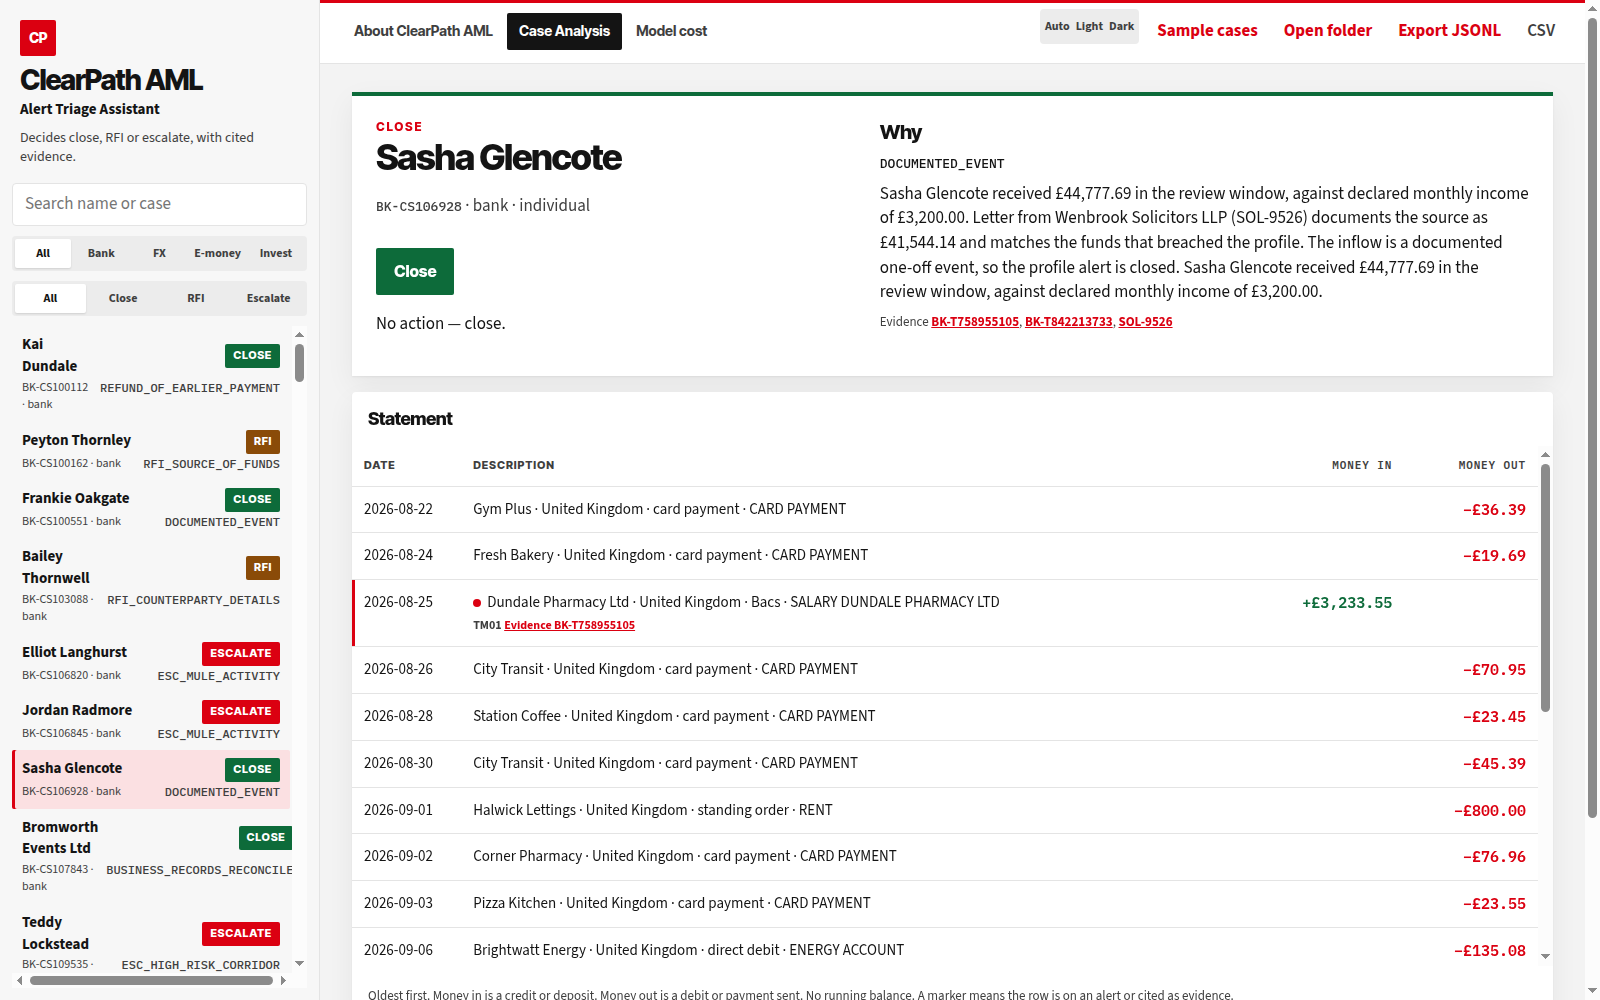 CP
ClearPath AML
Alert Triage Assistant
Decides close, RFI or escalate, with cited
evidence.
Search name or case
All Bank FX E-money Invest
All Close RFI Escalate
Kai
Dundale
CLOSE
BK-CS100112
· bank
REFUND_OF_EARLIER_PAYMENT
Peyton Thornley
RFI
BK-CS100162 · bank
RFI_SOURCE_OF_FUNDS
Frankie Oakgate
CLOSE
BK-CS100551 · bank
DOCUMENTED_EVENT
Bailey
Thornwell
RFI
BK-CS103088 ·
bank
RFI_COUNTERPARTY_DETAILS
Elliot Langhurst
ESCALATE
BK-CS106820 · bank
ESC_MULE_ACTIVITY
Jordan Radmore
ESCALATE
BK-CS106845 · bank
ESC_MULE_ACTIVITY
Sasha Glencote
CLOSE
BK-CS106928 · bank
DOCUMENTED_EVENT
Bromworth
Events Ltd
CLOSE
BK-CS107843 ·
bank
BUSINESS_RECORDS_RECONCILE
Teddy
Lockstead
ESCALATE
BK-CS109535 ·
ESC_HIGH_RISK_CORRIDOR
About ClearPath AML Case Analysis Model cost
Auto Light Dark
Sample cases Open folder Export JSONL CSV
CLOSE
Sasha Glencote
BK-CS106928 · bank · individual
Close
No action — close.
Why
DOCUMENTED_EVENT
Sasha Glencote received £44,777.69 in the review window, against declared monthly income
of £3,200.00. Letter from Wenbrook Solicitors LLP (SOL-9526) documents the source as
£41,544.14 and matches the funds that breached the profile. The inflow is a documented
one-off event, so the profile alert is closed. Sasha Glencote received £44,777.69 in the
review window, against declared monthly income of £3,200.00.
Evidence BK-T758955105, BK-T842213733, SOL-9526
Statement
DATE DESCRIPTION MONEY IN MONEY OUT
2026-08-22 Gym Plus · United Kingdom · card payment · CARD PAYMENT −£36.39
2026-08-24 Fresh Bakery · United Kingdom · card payment · CARD PAYMENT −£19.69
2026-08-25 Dundale Pharmacy Ltd · United Kingdom · Bacs · SALARY DUNDALE PHARMACY LTD +£3,233.55
TM01 Evidence BK-T758955105
2026-08-26 City Transit · United Kingdom · card payment · CARD PAYMENT −£70.95
2026-08-28 Station Coffee · United Kingdom · card payment · CARD PAYMENT −£23.45
2026-08-30 City Transit · United Kingdom · card payment · CARD PAYMENT −£45.39
2026-09-01 Halwick Lettings · United Kingdom · standing order · RENT −£800.00
2026-09-02 Corner Pharmacy · United Kingdom · card payment · CARD PAYMENT −£76.96
2026-09-03 Pizza Kitchen · United Kingdom · card payment · CARD PAYMENT −£23.55
2026-09-06 Brightwatt Energy · United Kingdom · direct debit · ENERGY ACCOUNT −£135.08
Oldest first. Money in is a credit or deposit. Money out is a debit or payment sent. No running balance. A marker means the row is on an alert or cited as evidence.